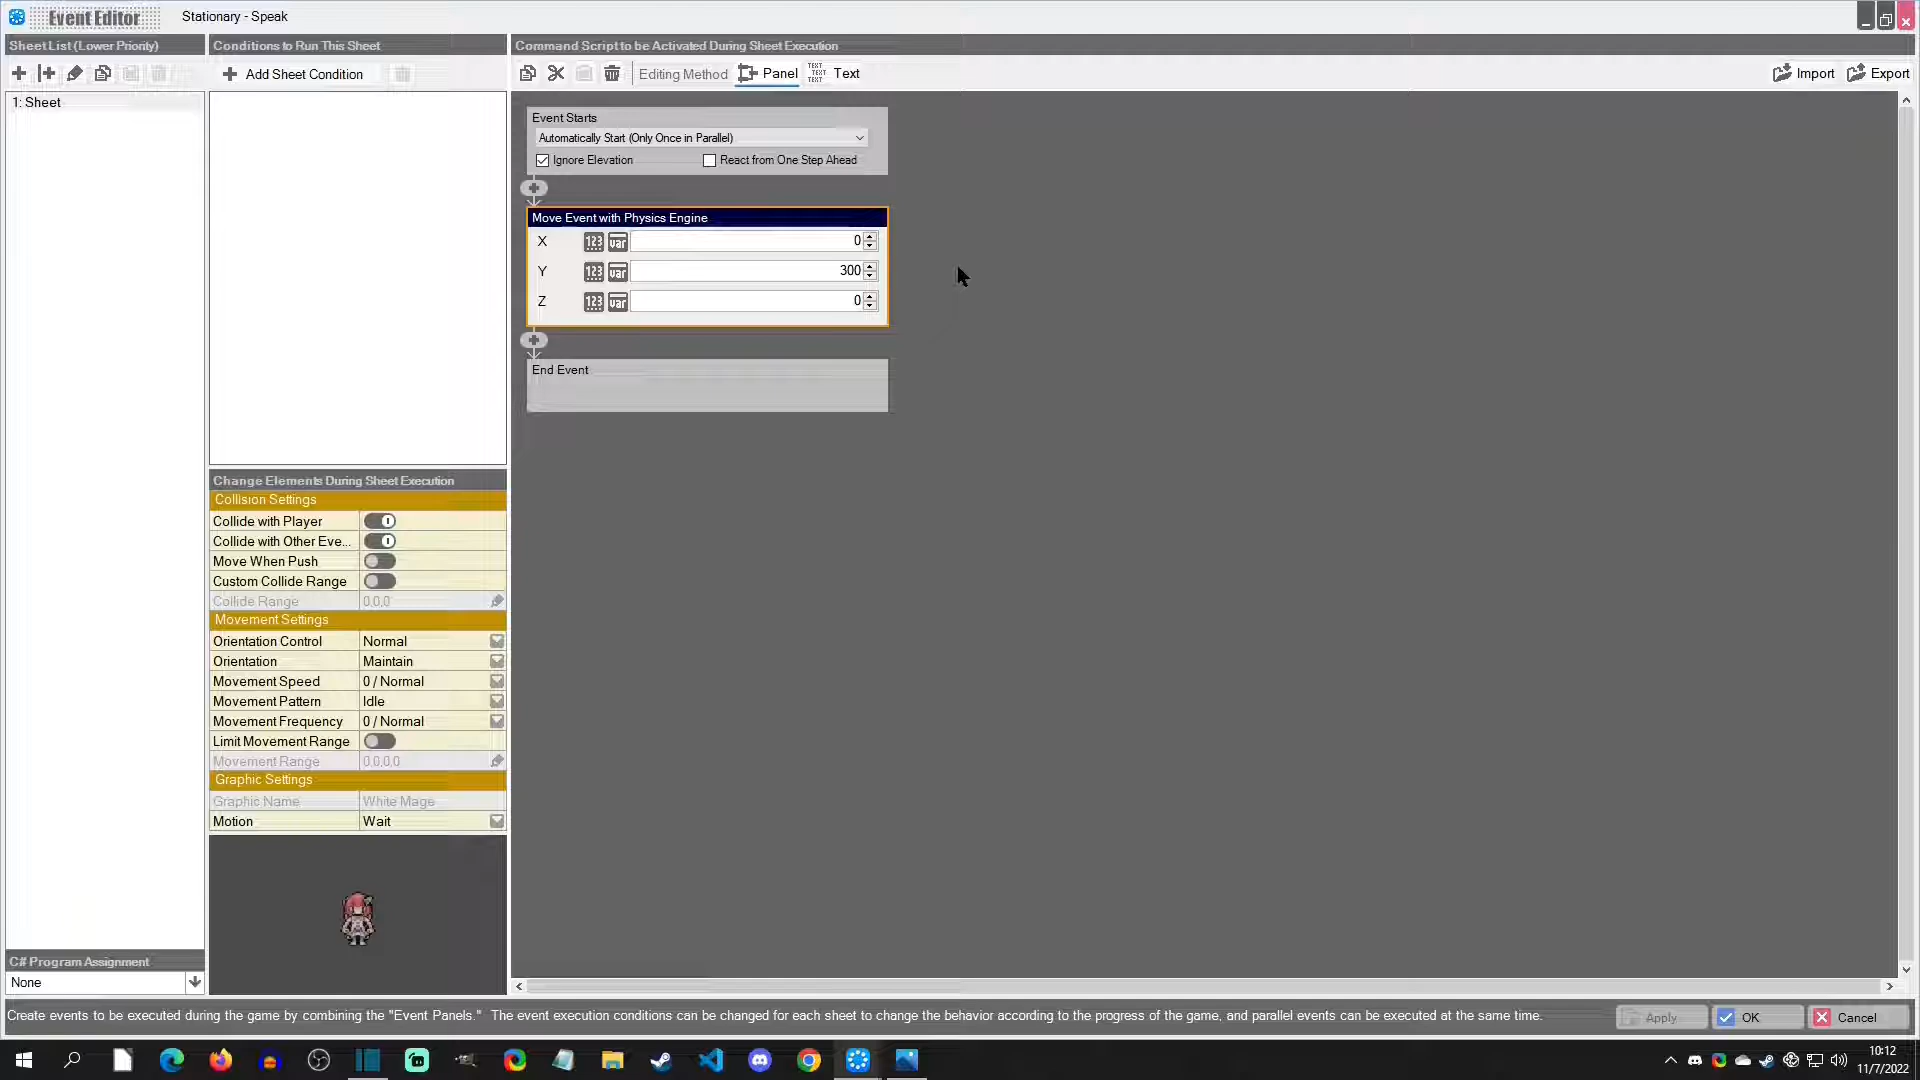 Event Editor
Stationary - Speak
Sheet List (Lower Priority)
Conditions to Run This Sheet
Command Script to be Activated During Sheet Execution
Add Sheet Condition
Editing Method
Panel
TEXT
TEXT
TEXT
Text
Import
Export
1: Sheet
Event Starts
Automatically Start (Only Once in Parallel)
Ignore Elevation
React from One Step Ahead
Move Event with Physics Engine
X
123
var
0
Y
123
var
300
Z
123
var
0
End Event
Change Elements During Sheet Execution
Collision Settings
Collide with Player
Collide with Other Eve...
Move When Push
Custom Collide Range
Collide Range
0,0,0
Movement Settings
Orientation Control
Normal
Orientation
Maintain
Movement Speed
0 / Normal
Movement Pattern
Idle
Movement Frequency
0 / Normal
Limit Movement Range
Movement Range
0,0,0,0
Graphic Settings
Graphic Name
White Mage
Motion
Wait
C# Program Assignment
None
Create events to be executed during the game by combining the "Event Panels." The event execution conditions can be changed for each sheet to change the behavior according to the progress of the game, and parallel events can be executed at the same time.
Apply
OK
Cancel
10:12
11/7/2022